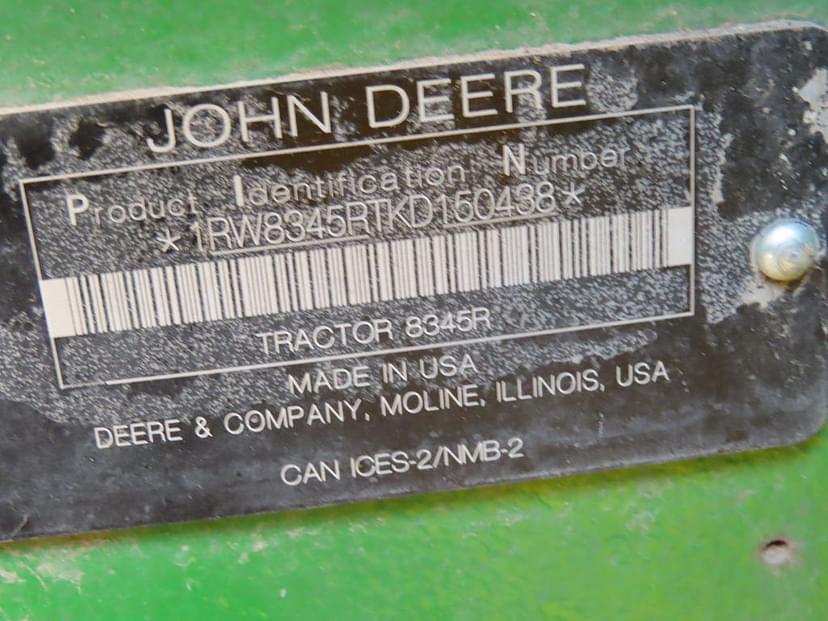 JOHN DEERE
Product Identification Number
*1RW8345RTKD150438*
TRACTOR 8345R
MADE IN USA
DEERE & COMPANY, MOLINE, ILLINOIS, USA
CAN ICES-2/NMB-2